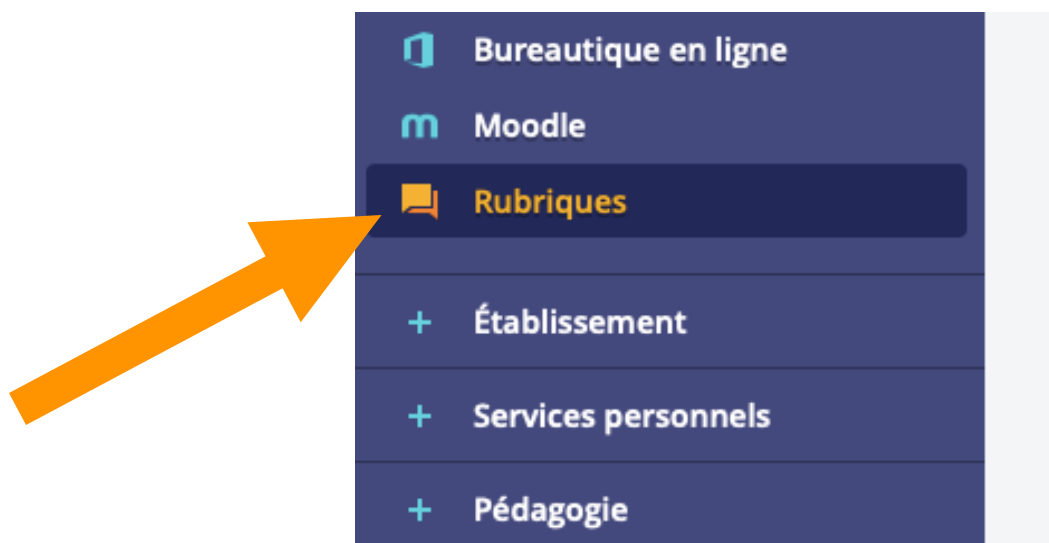 Bureautique en ligne
Moodle
Rubriques
+ Établissement
+ Services personnels
+ Pédagogie